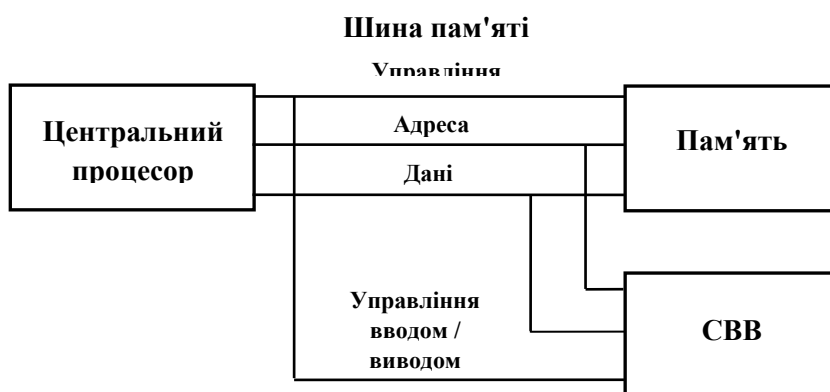 Шина пам'яті
Управління
Центральний
процесор
Адреса
Дані
Пам'ять
Управління
вводом /
виводом
СВВ